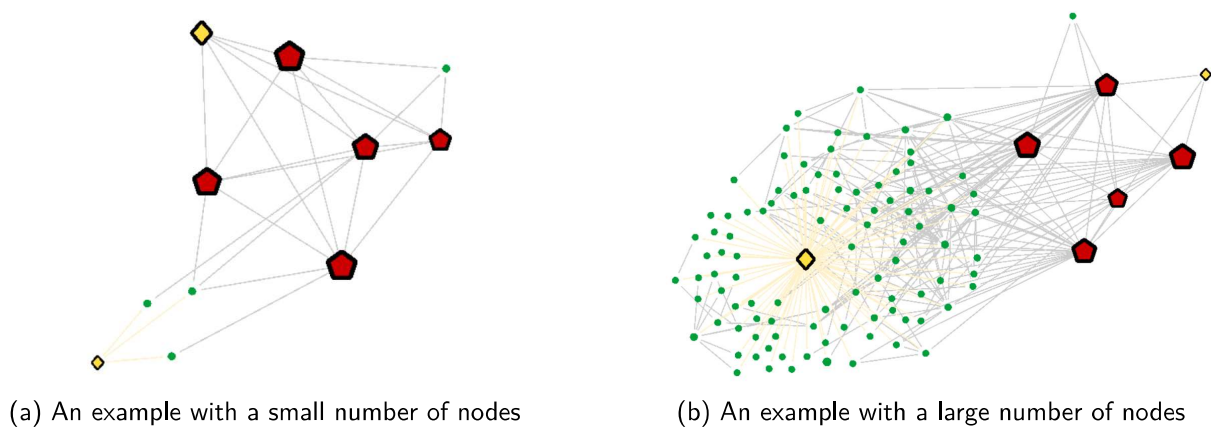 (a) An example with a small number of nodes
(b) An example with a large number of nodes